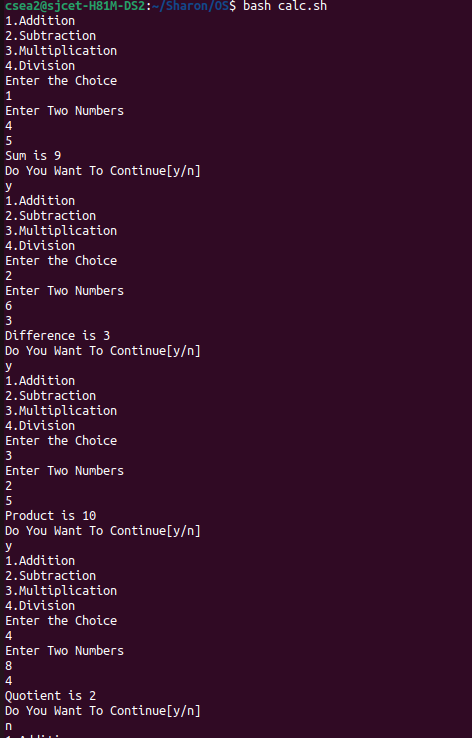 csea2@sjcet-H81M-DS2:~/Sharon/OS$ bash calc.sh
1.Addition
2.Subtraction
3.Multiplication
4.Division
Enter the Choice
1
Enter Two Numbers
4
5
Sum is 9
Do You Want To Continue[y/n]
y
1.Addition
2.Subtraction
3.Multiplication
4.Division
Enter the Choice
2
Enter Two Numbers
6
3
Difference is 3
Do You Want To Continue[y/n]
y
1.Addition
2.Subtraction
3.Multiplication
4.Division
Enter the Choice
3
Enter Two Numbers
2
5
Product is 10
Do You Want To Continue[y/n]
y
1.Addition
2.Subtraction
3.Multiplication
4.Division
Enter the Choice
4
Enter Two Numbers
8
4
Quotient is 2
Do You Want To Continue[y/n]
n